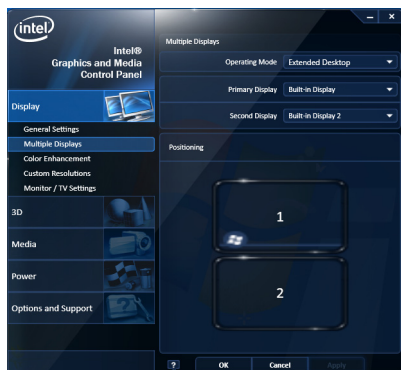 intel
Intel®
Graphics and Media
Control Panel
Display
General Settings
Multiple Displays
Color Enhancement
Custom Resolutions
Monitor / TV Settings
3D
Media
Power
Options and Support
Multiple Displays
Operating Mode Extended Desktop
Primary Display Built-in Display
Second Display Built-in Display 2
Positioning
1
2
? OK Cancel Apply